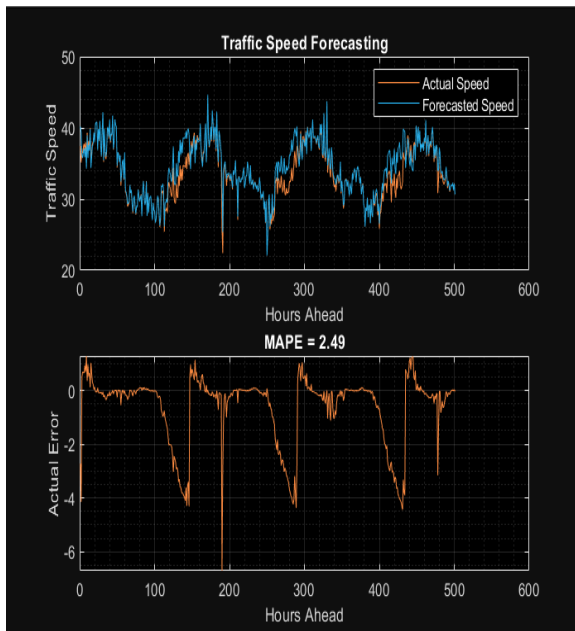 Traffic Speed Forecasting
50
40
30
20
Traffic Speed
Actual Speed
Forecasted Speed
0 100 200 300 400 500 600
Hours Ahead
MAPE = 2.49
0
-2
-4
-6
Actual Error
0 100 200 300 400 500 600
Hours Ahead